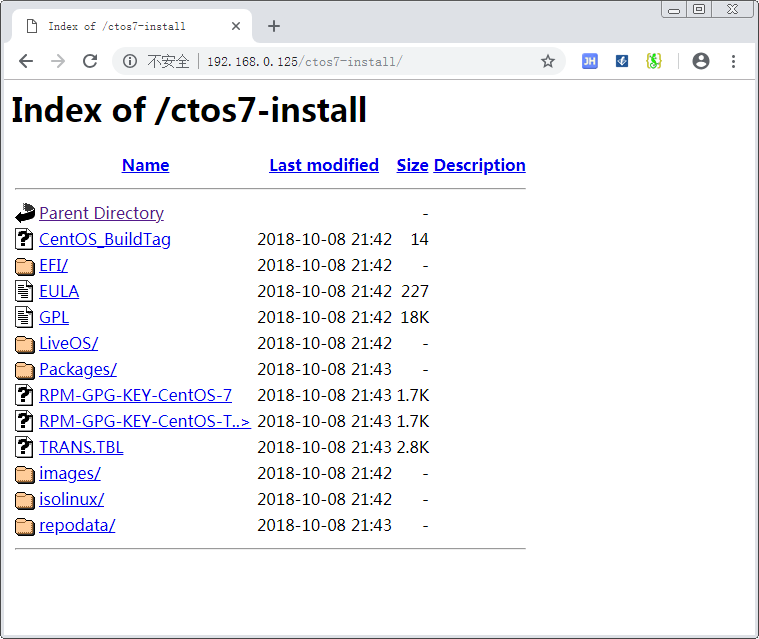 Index of /ctos7-install
不安全 192.168.0.125/ctos7-install/
JH
Index of /ctos7-install
Name Last modified Size Description
Parent Directory -
CentOS_BuildTag 2018-10-08 21:42 14
EFI/ 2018-10-08 21:42 -
EULA 2018-10-08 21:42 227
GPL 2018-10-08 21:42 18K
LiveOS/ 2018-10-08 21:42 -
Packages/ 2018-10-08 21:43 -
RPM-GPG-KEY-CentOS-7 2018-10-08 21:43 1.7K
RPM-GPG-KEY-CentOS-T..> 2018-10-08 21:43 1.7K
TRANS.TBL 2018-10-08 21:43 2.8K
images/ 2018-10-08 21:42 -
isolinux/ 2018-10-08 21:42 -
repodata/ 2018-10-08 21:43 -